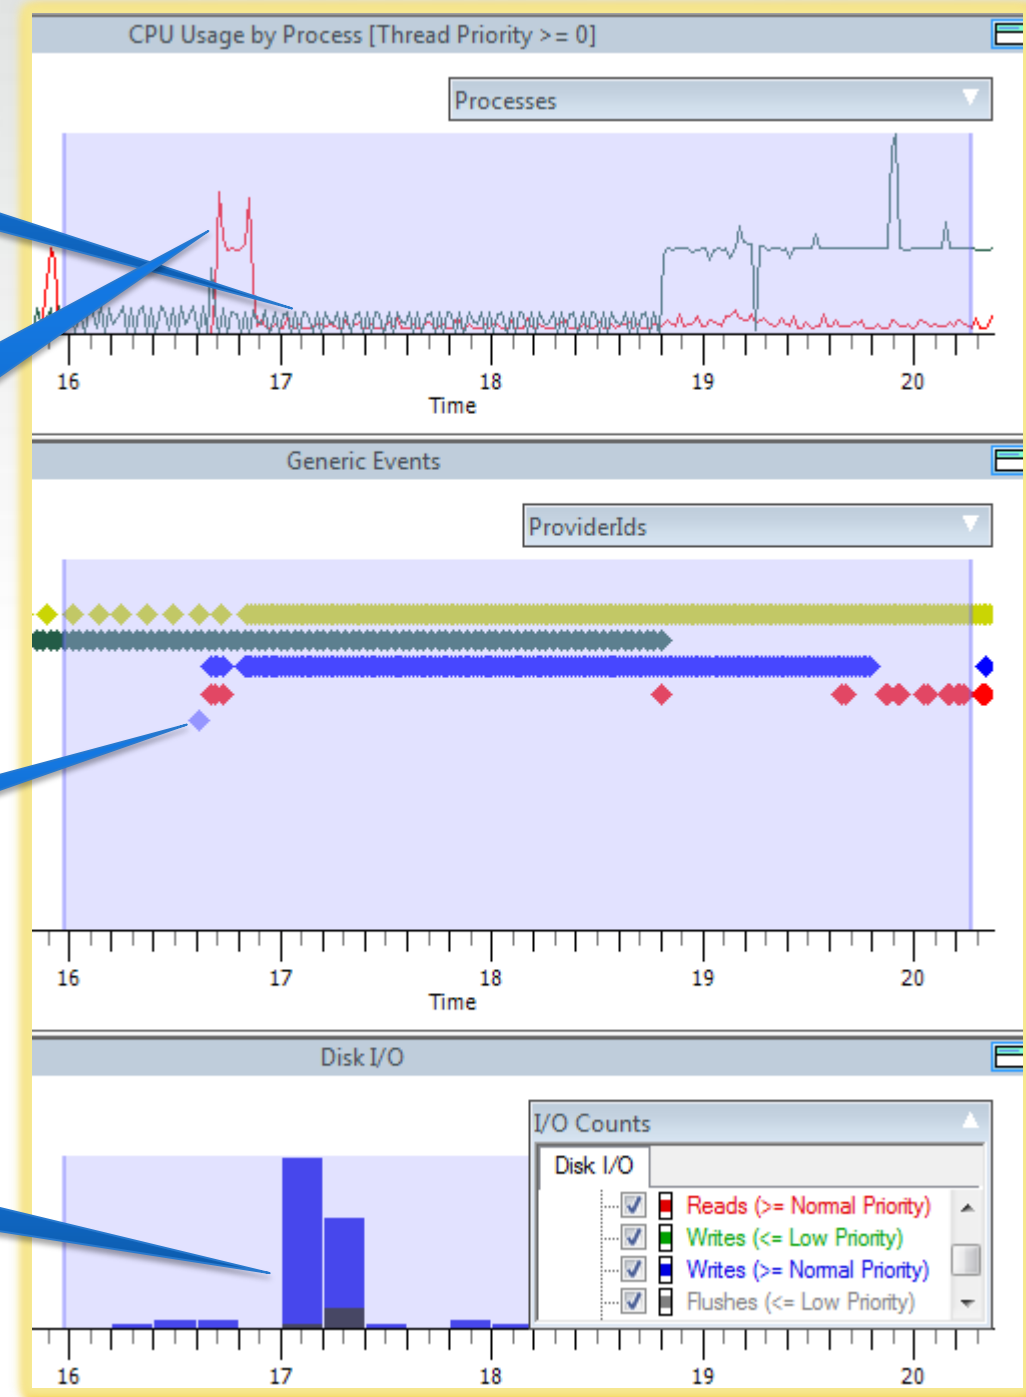 CPU Usage by Process [Thread Priority >= 0]
Processes
16 17 18 19 20
Time
Generic Events
ProviderIds
16 17 18 19 20
Time
Disk I/O
I/O Counts
Disk I/O
Reads (>= Normal Priority)
Writes (<= Low Priority)
Writes (>= Normal Priority)
Flushes (<= Low Priority)
16 17 18 19 20